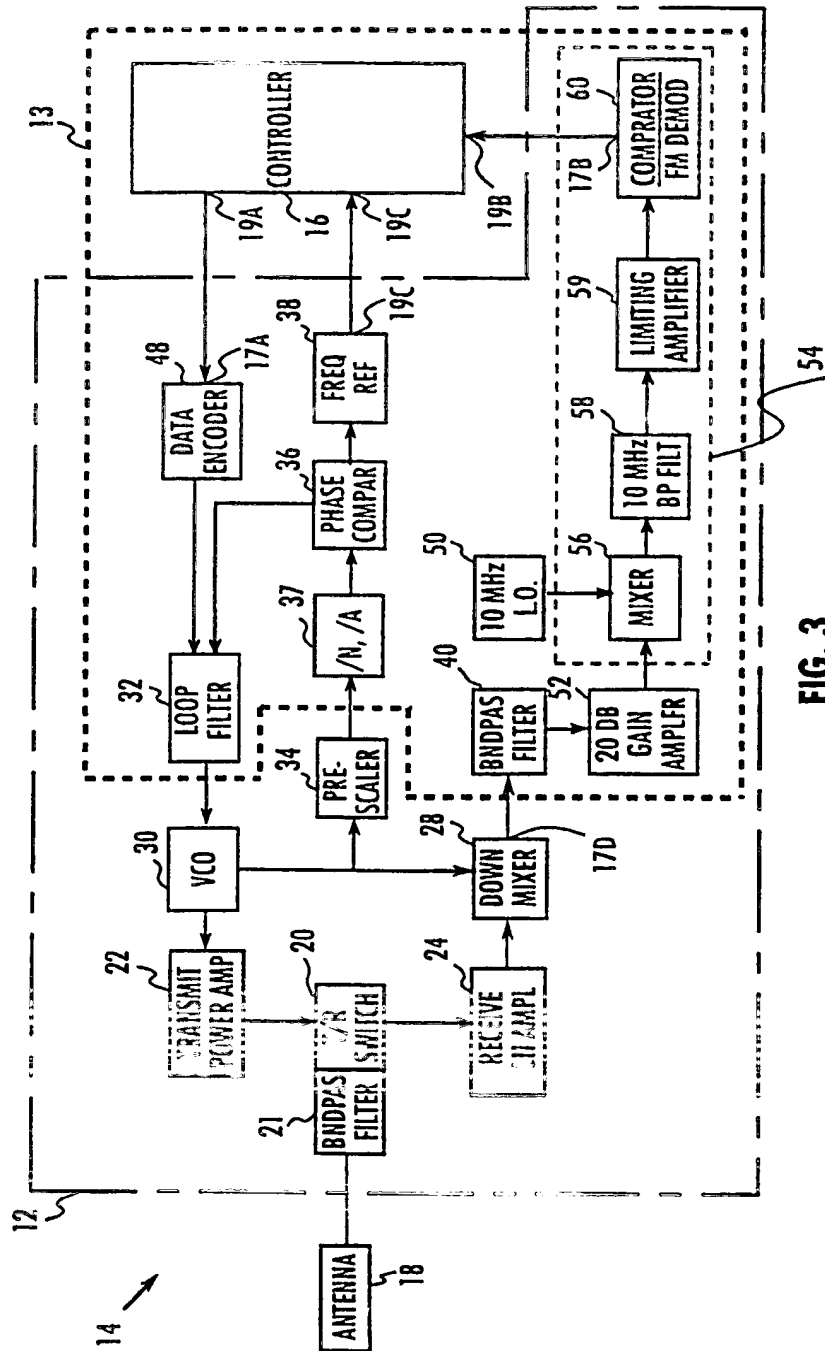 14
12
13
ANTENNA
18
BNDPAS
FILTER
21
T/R
SWITCH
20
TRANSMIT
POWER AMP
22
RECEIVE
AMPL
24
VCO
30
LOOP
FILTER
32
DATA
ENCODER
48
17A
19A
CONTROLLER
16
19C
19B
PRE-
SCALER
34
/N, /A
37
PHASE
COMPAR
36
FREQ
REF
38
19C
DOWN
MIXER
28
17D
BNDPAS
FILTER
40
20 DB
GAIN
AMPLFR
52
10 MHz
L.O.
50
MIXER
56
10 MHz
BP FILT
58
LIMITING
AMPLIFIER
59
COMPRATOR
FM DEMOD
60
17B
54
FIG. 3